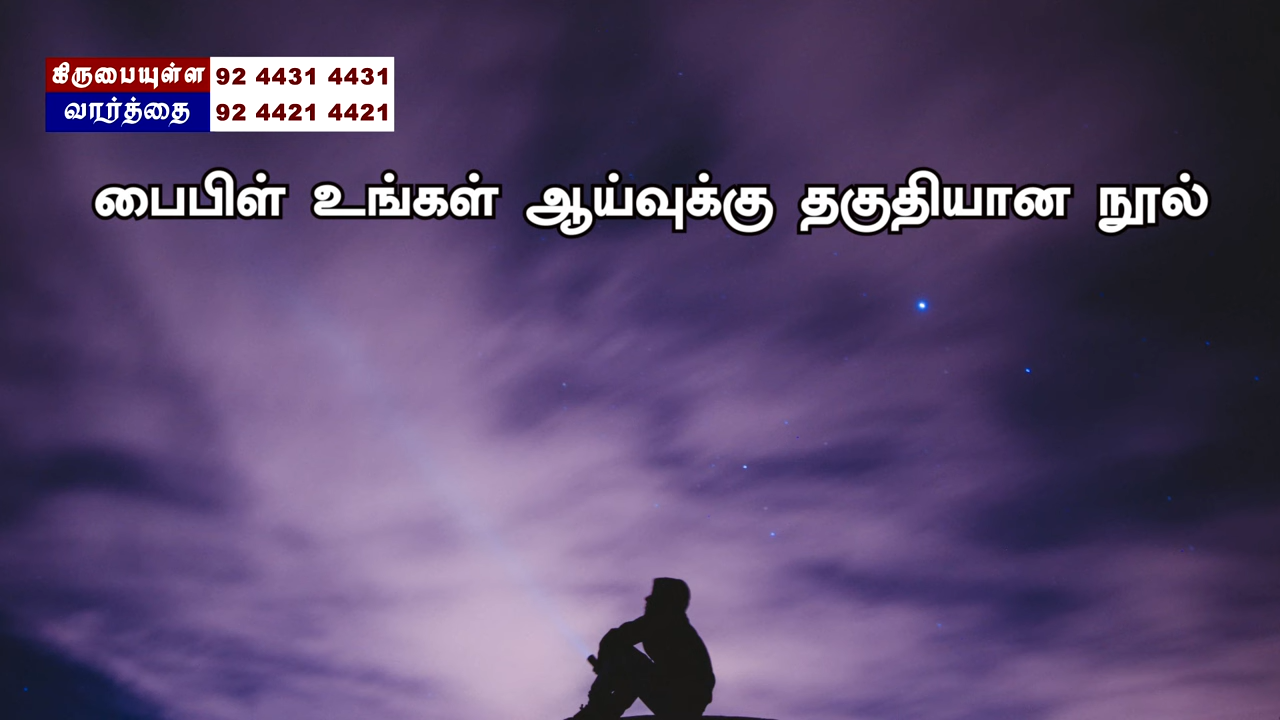 கிருபையுள்ள 92 4431 4431
வார்த்தை 92 4421 4421
பைபிள் உங்கள் ஆய்வுக்கு தகுதியான நூல்